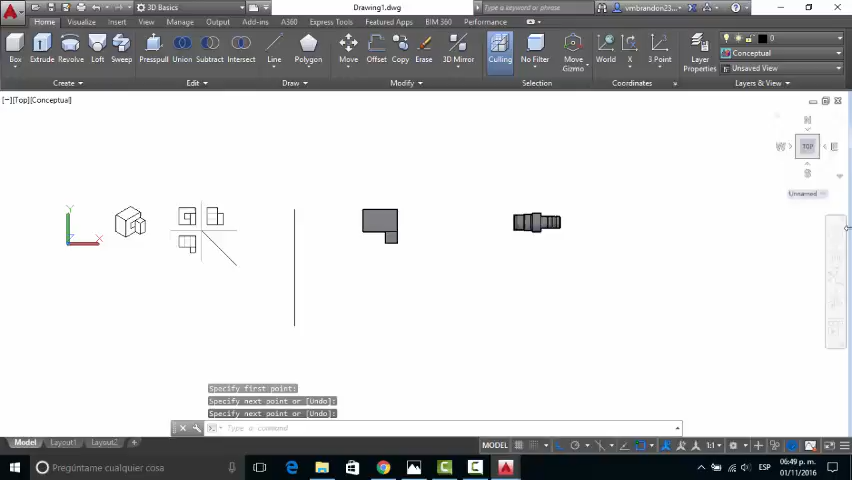 3D Basics
Drawing1.dwg
Type a keyword or phrase
vmbrandon23...
Home Visualize Insert View Manage Output Add-ins A360 Express Tools Featured Apps BIM 360 Performance
Box Extrude Revolve Loft Sweep Presspull Union Subtract Intersect Line Polygon Move Offset Copy Erase 3D Mirror Culling No Filter Move Gizmo World X 3 Point Layer Properties
0
Conceptual
Unsaved View
Create Edit Draw Modify Selection Coordinates Layers & View
[−][Top][Conceptual]
N
W TOP E
S
Unnamed
Y
X
Specify first point:
Specify next point or [Undo]:
Specify next point or [Undo]:
Type a command
Model Layout1 Layout2 +
MODEL
1:1
Pregúntame cualquier cosa
ESP
06:49 p. m.
01/11/2016